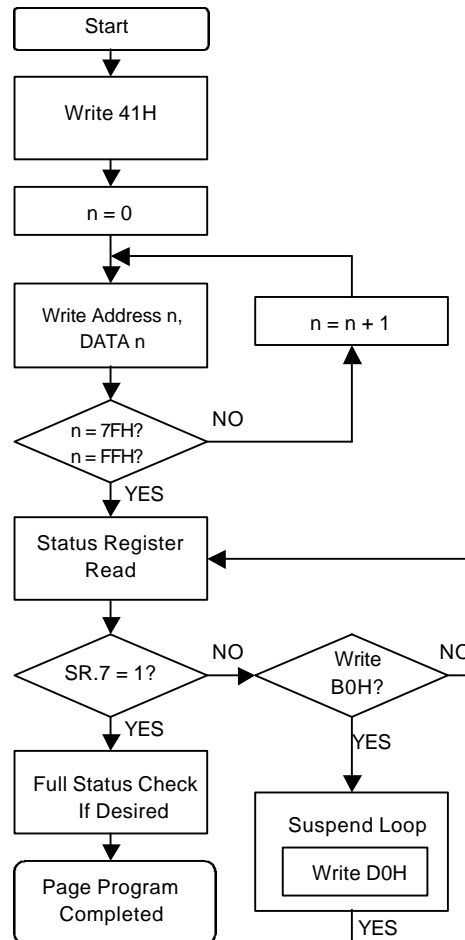 Start
Write 41H
n = 0
Write Address n,
DATA n
n = n + 1
n = 7FH?
n = FFH?
NO
YES
Status Register
Read
SR.7 = 1?
NO
Write
B0H?
NO
YES
YES
Full Status Check
If Desired
Suspend Loop
Write D0H
Page Program
Completed
YES